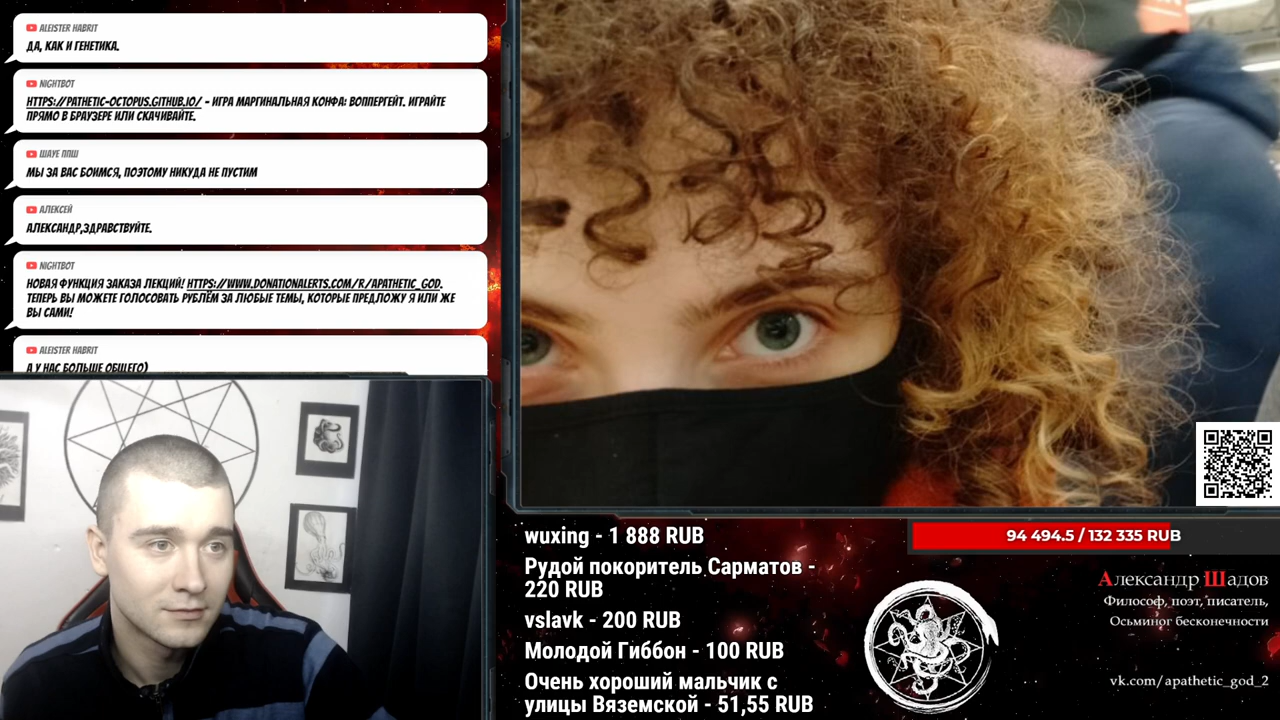 ALEISTER HABRIT
ДА, КАК И ГЕНЕТИКА.
NIGHTBOT
HTTPS://PATHETIC-OCTOPUS.GITHUB.IO/ - ИГРА МАРГИНАЛЬНАЯ КОНФА: ВОППЕРГЕЙТ. ИГРАЙТЕ
ПРЯМО В БРАУЗЕРЕ ИЛИ СКАЧИВАЙТЕ.
ШАУЕ ППШ
МЫ ЗА ВАС БОИМСЯ, ПОЭТОМУ НИКУДА НЕ ПУСТИМ
АЛЕКСЕЙ
АЛЕКСАНДР,ЗДРАВСТВУЙТЕ.
NIGHTBOT
НОВАЯ ФУНКЦИЯ ЗАКАЗА ЛЕКЦИЙ! HTTPS://WWW.DONATIONALERTS.COM/R/APATHETIC_GOD.
ТЕПЕРЬ ВЫ МОЖЕТЕ ГОЛОСОВАТЬ РУБЛЁМ ЗА ЛЮБЫЕ ТЕМЫ, КОТОРЫЕ ПРЕДЛОЖУ Я ИЛИ ЖЕ
ВЫ САМИ!
ALEISTER HABRIT
А У НАС БОЛЬШЕ ОБЩЕГО)
wuxing - 1 888 RUB
Рудой покоритель Сарматов -
220 RUB
vslavk - 200 RUB
Молодой Гиббон - 100 RUB
Очень хороший мальчик с
улицы Вяземской - 51,55 RUB
94 494.5 / 132 335 RUB
Александр Шадов
Философ, поэт, писатель,
Осьминог бесконечности
vk.com/apathetic_god_2